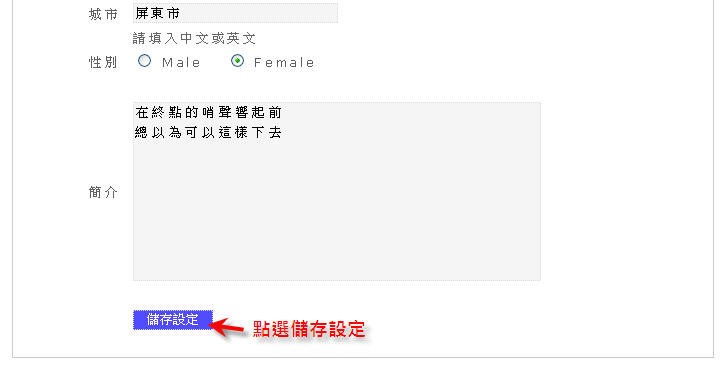 城市 屏東市
請填入中文或英文
性別 Male Female
在終點的哨聲響起前
總以為可以這樣下去
簡介
儲存設定 點選儲存設定